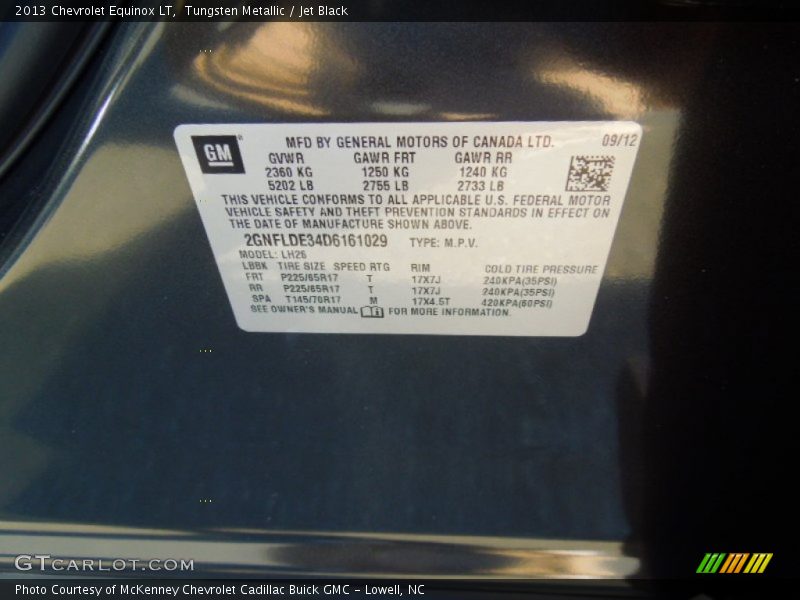 2013 Chevrolet Equinox LT, Tungsten Metallic / Jet Black
GM
MFD BY GENERAL MOTORS OF CANADA LTD. 09/12
GVWR GAWR FRT GAWR RR
2360 KG 1250 KG 1240 KG
5202 LB 2755 LB 2733 LB
THIS VEHICLE CONFORMS TO ALL APPLICABLE U.S. FEDERAL MOTOR
VEHICLE SAFETY AND THEFT PREVENTION STANDARDS IN EFFECT ON
THE DATE OF MANUFACTURE SHOWN ABOVE.
2GNFLDE34D6161029 TYPE: M.P.V.
MODEL: LH26
LBBK TIRE SIZE SPEED RTG RIM COLD TIRE PRESSURE
FRT P225/65R17 T 17X7J 240KPA(35PSI)
RR P225/65R17 T 17X7J 240KPA(35PSI)
SPA T145/70R17 M 17X4.5T 420KPA(60PSI)
SEE OWNER'S MANUAL FOR MORE INFORMATION.
GTCARLOT.COM
Photo Courtesy of McKenney Chevrolet Cadillac Buick GMC - Lowell, NC